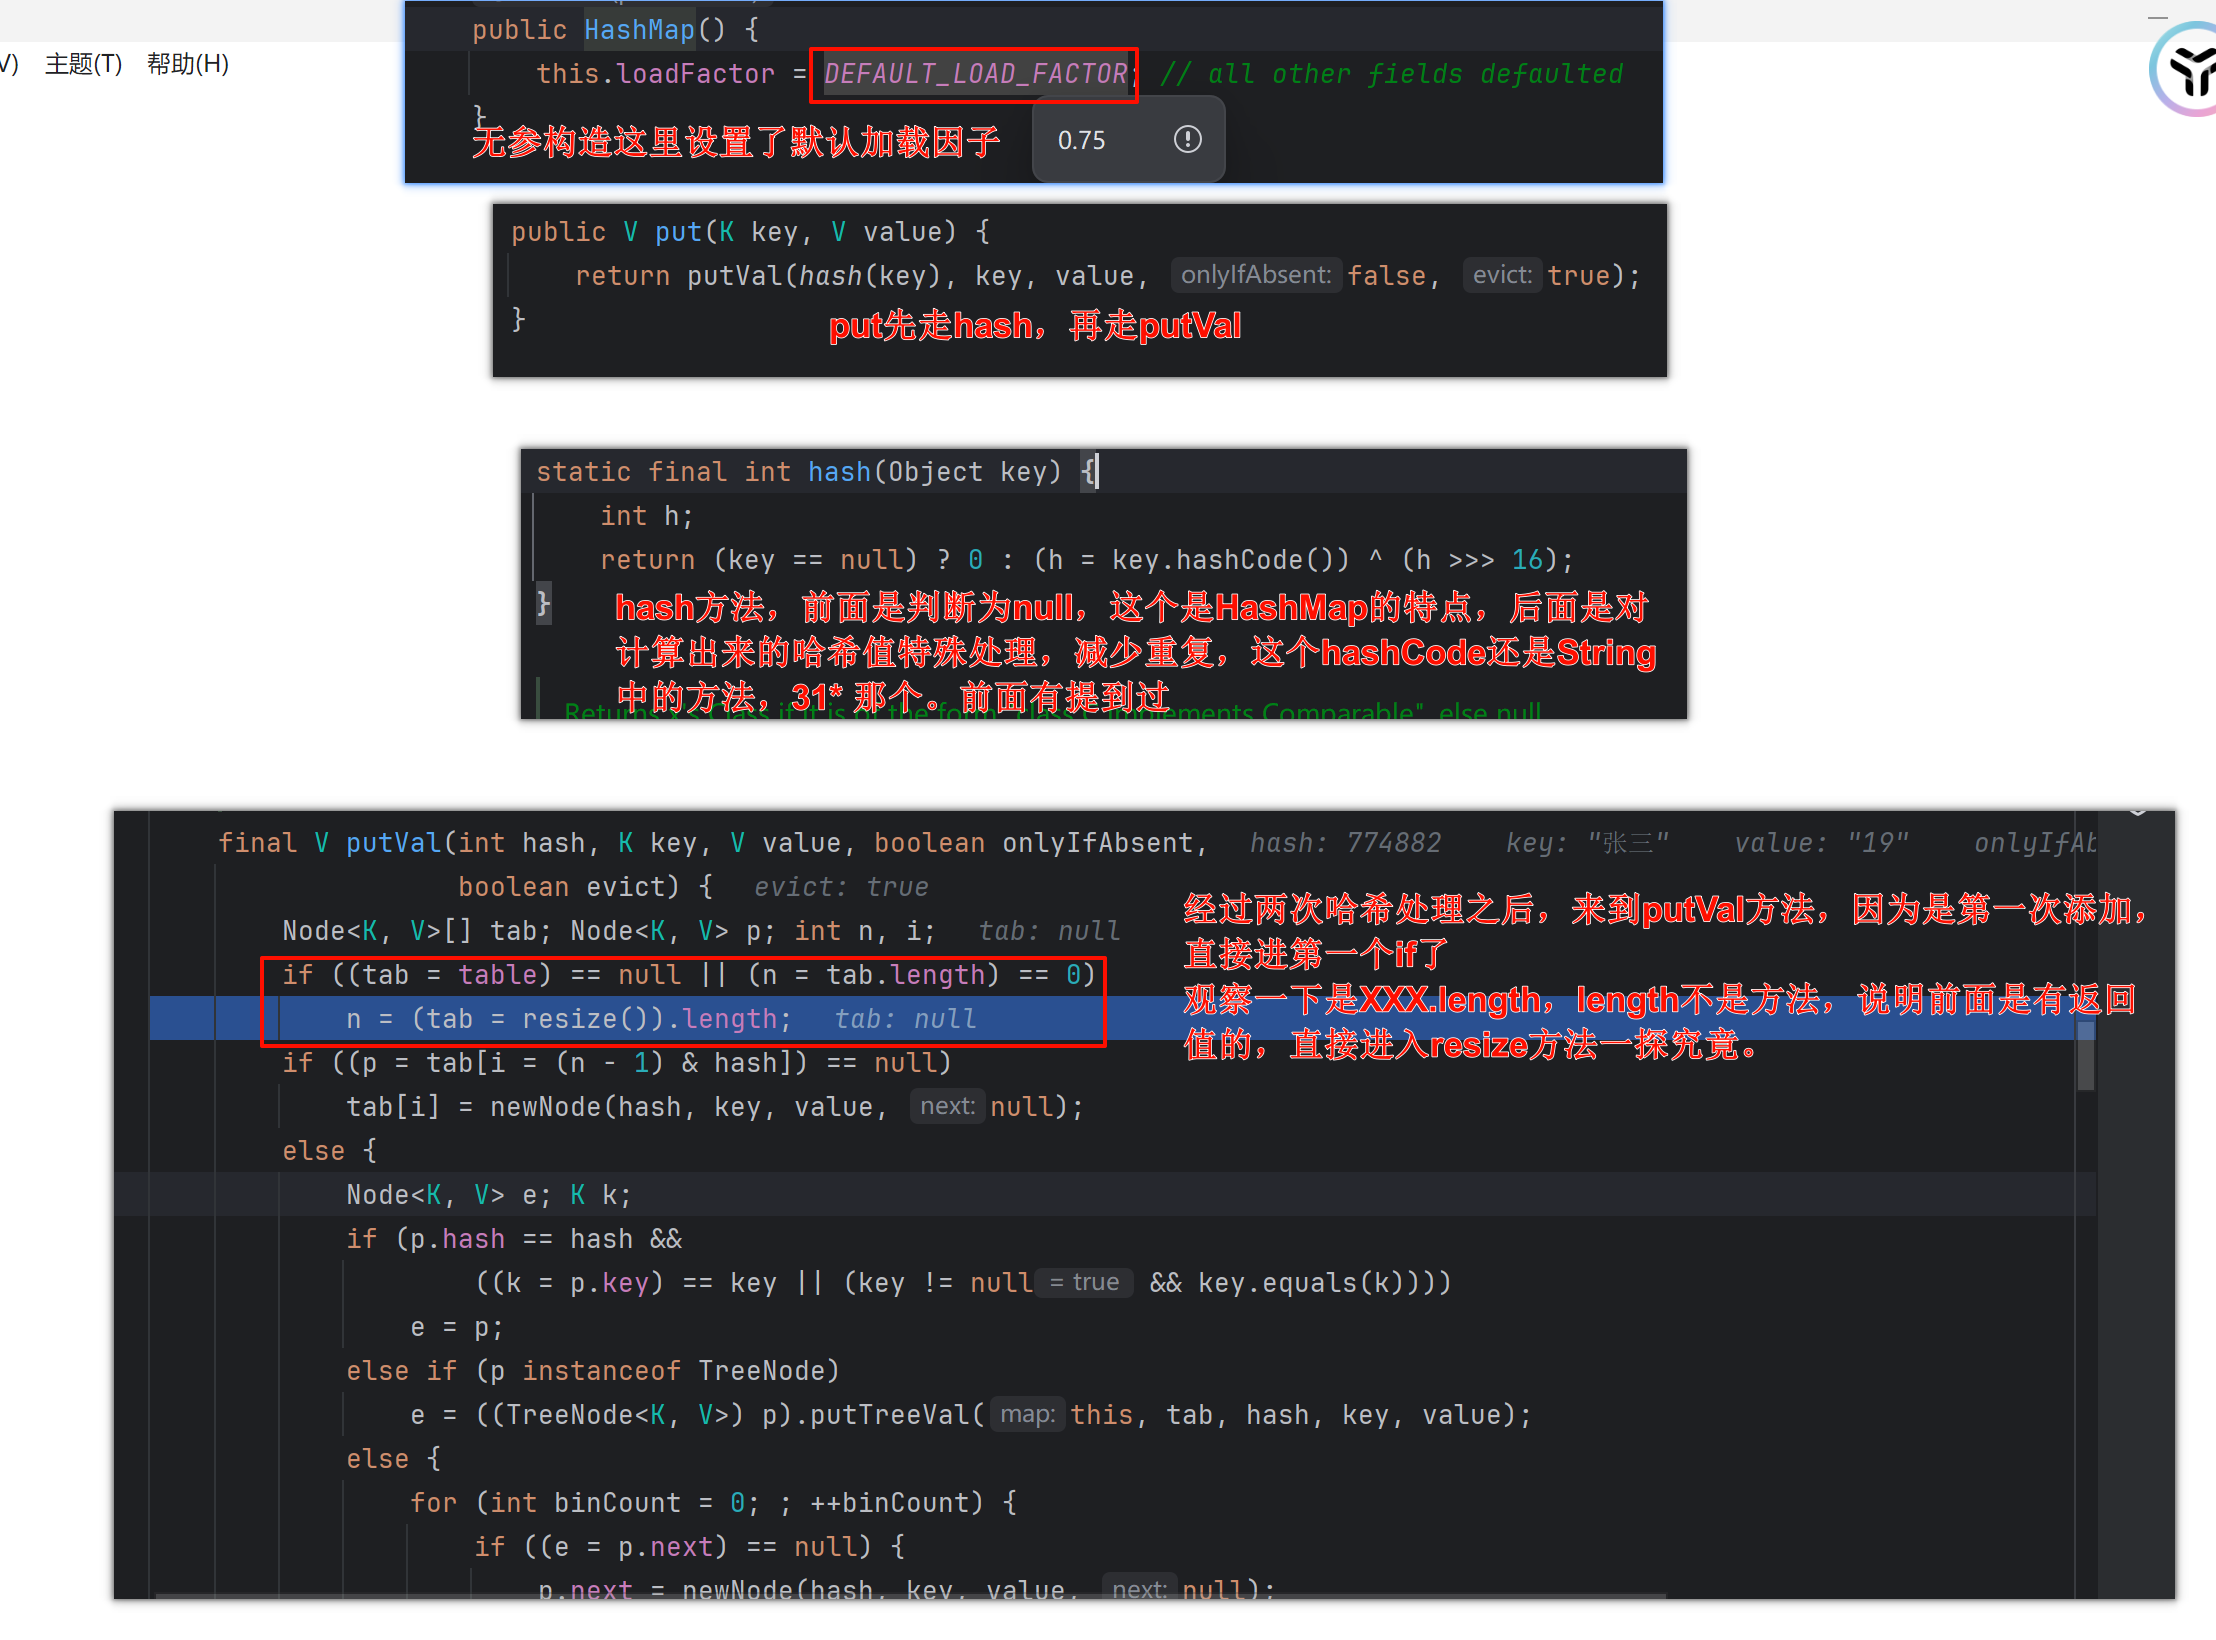 public HashMap() {
this.loadFactor = DEFAULT_LOAD_FACTOR; // all other fields defaulted
}
主题(T) 帮助(H)
无参构造这里设置了默认加载因子
0.75
public V put(K key, V value) {
return putVal(hash(key), key, value, onlyIfAbsent: false, evict: true);
}
put先走hash，再走putVal
static final int hash(Object key) {
int h;
return (key == null) ? 0 : (h = key.hashCode()) ^ (h >>> 16);
}
hash方法，前面是判断为null，这个是HashMap的特点，后面是对
计算出来的哈希值特殊处理，减少重复，这个hashCode还是String
中的方法，31* 那个。前面有提到过
Returns x's Class if it is of the form "class C implements Comparable", else null
final V putVal(int hash, K key, V value, boolean onlyIfAbsent, hash: 774882 key: "张三" value: "19" onlyIfAb
boolean evict) { evict: true
Node<K, V>[] tab; Node<K, V> p; int n, i; tab: null
if ((tab = table) == null || (n = tab.length) == 0)
n = (tab = resize()).length; tab: null
经过两次哈希处理之后，来到putVal方法，因为是第一次添加，
直接进第一个if了
观察一下是XXX.length，length不是方法，说明前面是有返回
值的，直接进入resize方法一探究竟。
if ((p = tab[i = (n - 1) & hash]) == null)
tab[i] = newNode(hash, key, value, next: null);
else {
Node<K, V> e; K k;
if (p.hash == hash &&
((k = p.key) == key || (key != null = true && key.equals(k))))
e = p;
else if (p instanceof TreeNode)
e = ((TreeNode<K, V>) p).putTreeVal( map: this, tab, hash, key, value);
else {
for (int binCount = 0; ; ++binCount) {
if ((e = p.next) == null) {
p.next = newNode(hash, key, value, next: null);